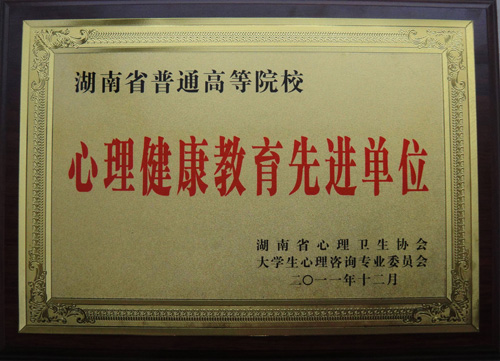 湖南省普通高等院校
心理健康教育先进单位
湖南省心理卫生协会
大学生心理咨询专业委员会
二〇一一年十二月